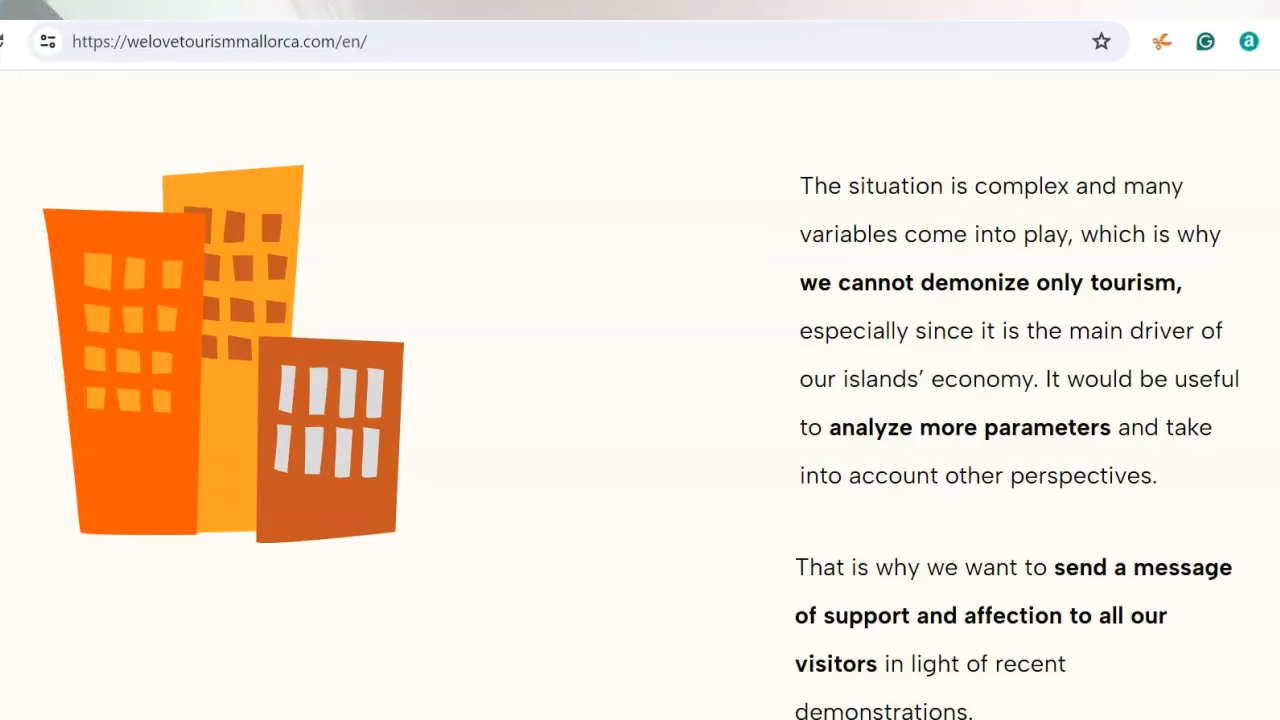 https://welovetourismmallorca.com/en/
The situation is complex and many
variables come into play, which is why
we cannot demonize only tourism,
especially since it is the main driver of
our islands’ economy. It would be useful
to analyze more parameters and take
into account other perspectives.
That is why we want to send a message
of support and affection to all our
visitors in light of recent
demonstrations.